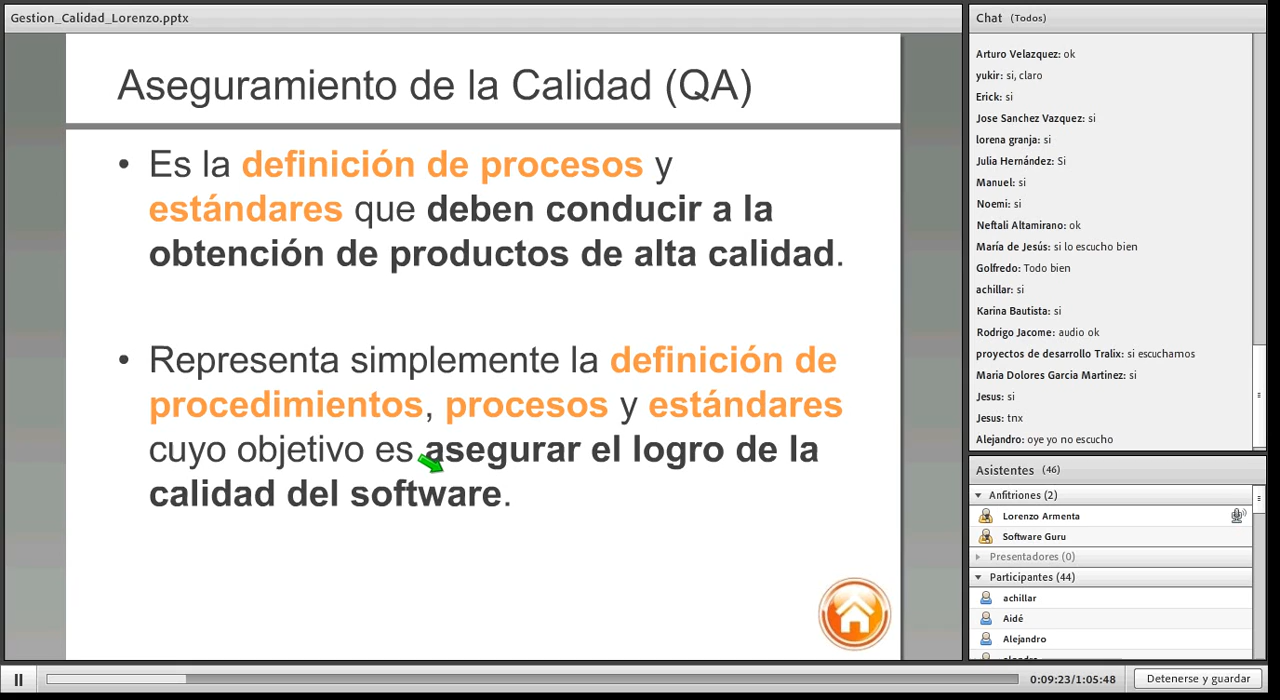 Gestion_Calidad_Lorenzo.pptx
Aseguramiento de la Calidad (QA)
• Es la definición de procesos y
estándares que deben conducir a la
obtención de productos de alta calidad.
• Representa simplemente la definición de
procedimientos, procesos y estándares
cuyo objetivo es asegurar el logro de la
calidad del software.
Chat (Todos)
Arturo Velazquez: ok
yukir: si, claro
Erick: si
Jose Sanchez Vazquez: si
lorena granja: si
Julia Hernández: Si
Manuel: si
Noemi: si
Neftali Altamirano: ok
María de Jesús: si lo escucho bien
Golfredo: Todo bien
achillar: si
Karina Bautista: si
Rodrigo Jacome: audio ok
proyectos de desarrollo Tralix: si escuchamos
Maria Dolores Garcia Martinez: si
Jesus: si
Jesus: tnx
Alejandro: oye yo no escucho
Asistentes (46)
Anfitriones (2)
Lorenzo Armenta
Software Guru
Presentadores (0)
Participantes (44)
achillar
Aidé
Alejandro
0:09:23/1:05:48
Detenerse y guardar